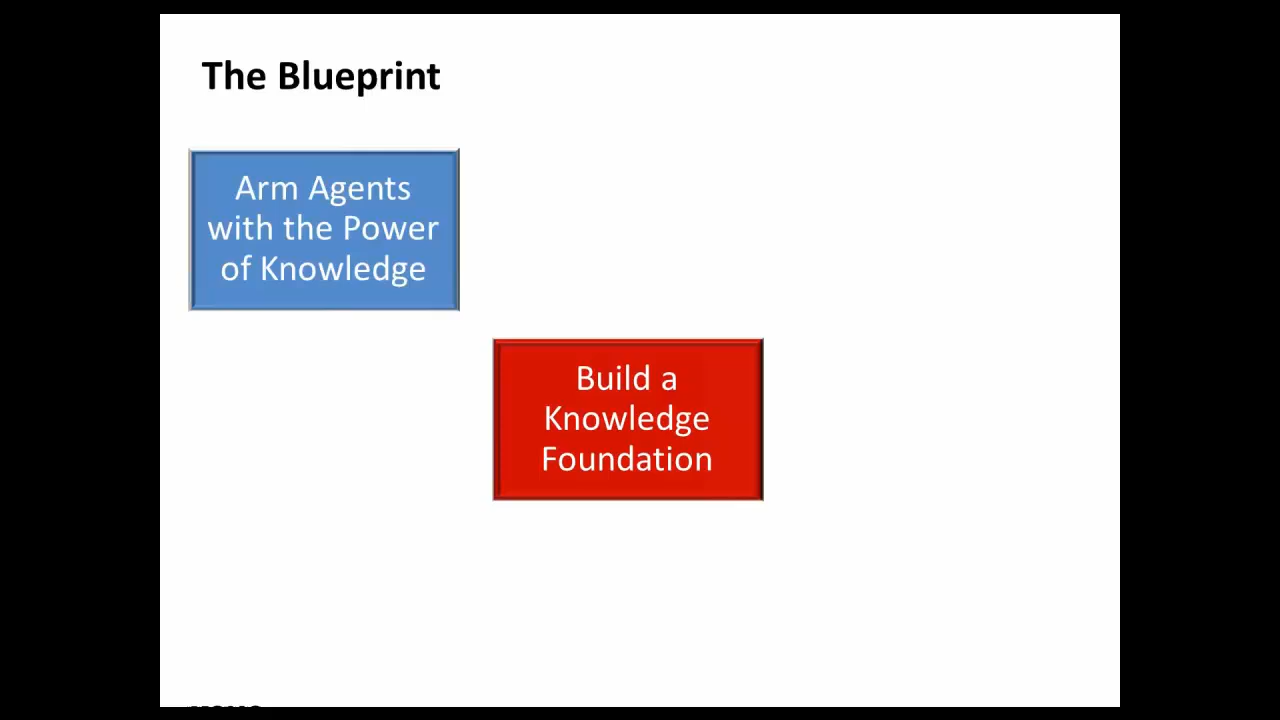 The Blueprint
Arm Agents
with the Power
of Knowledge
Build a
Knowledge
Foundation